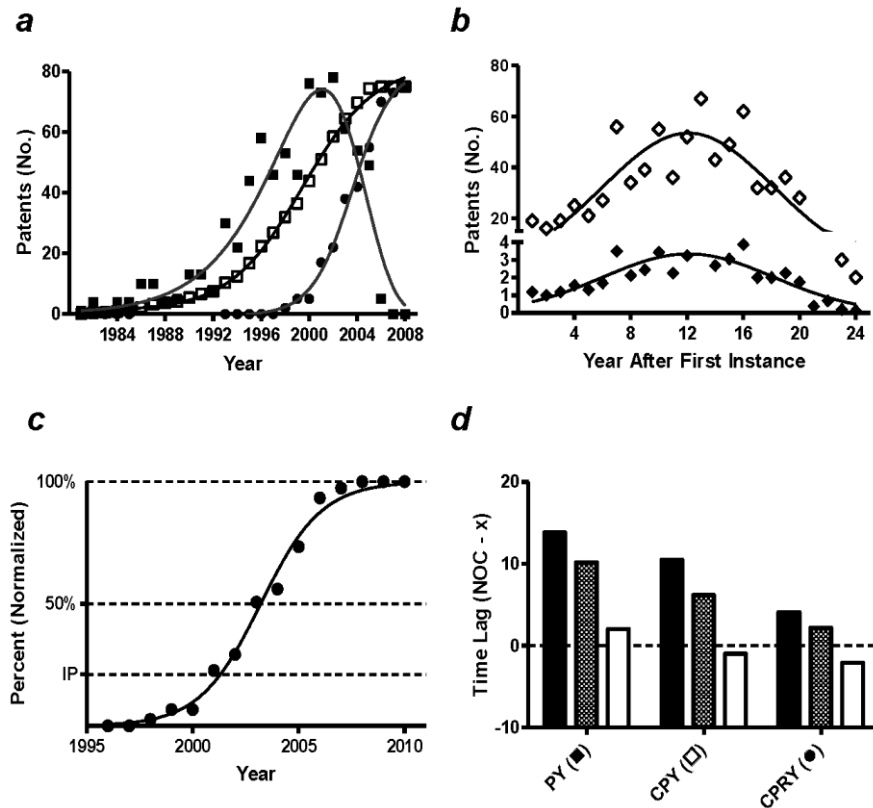 a
80
60
40
20
0
Patents (No.)
1984 1988 1992 1996 2000 2004 2008
Year
b
80
60
40
20
4
3
2
1
0
Patents (No.)
4 8 12 16 20 24
Year After First Instance
c
100%
50%
IP
Percent (Normalized)
1995 2000 2005 2010
Year
d
20
10
0
-10
Time Lag (NOC - x)
PY (■)
CPY (□)
CPRY (●)